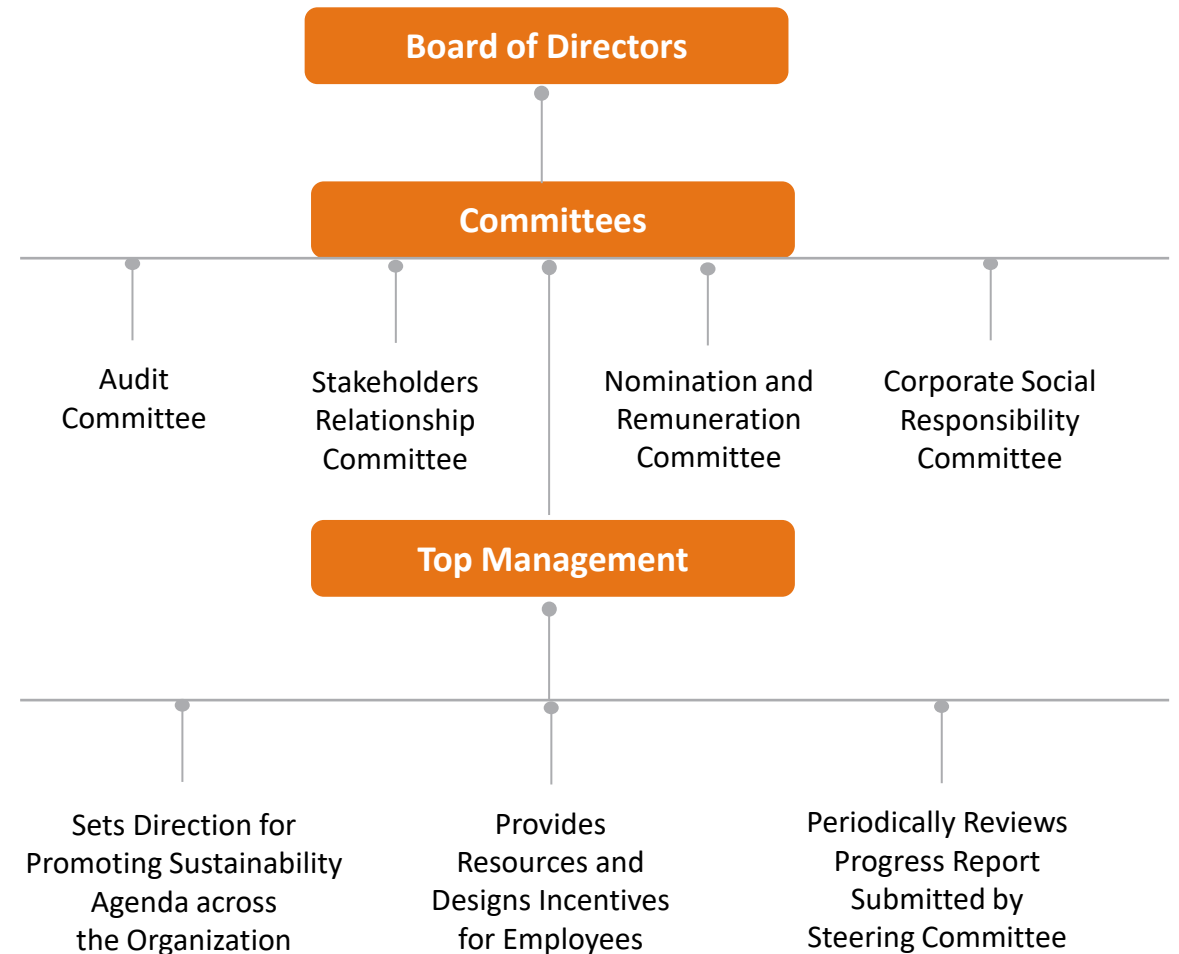 Board of Directors
Committees
Audit
Committee
Stakeholders
Relationship
Committee
Nomination and
Remuneration
Committee
Corporate Social
Responsibility
Committee
Top Management
Sets Direction for
Promoting Sustainability
Agenda across
the Organization
Provides
Resources and
Designs Incentives
for Employees
Periodically Reviews
Progress Report
Submitted by
Steering Committee